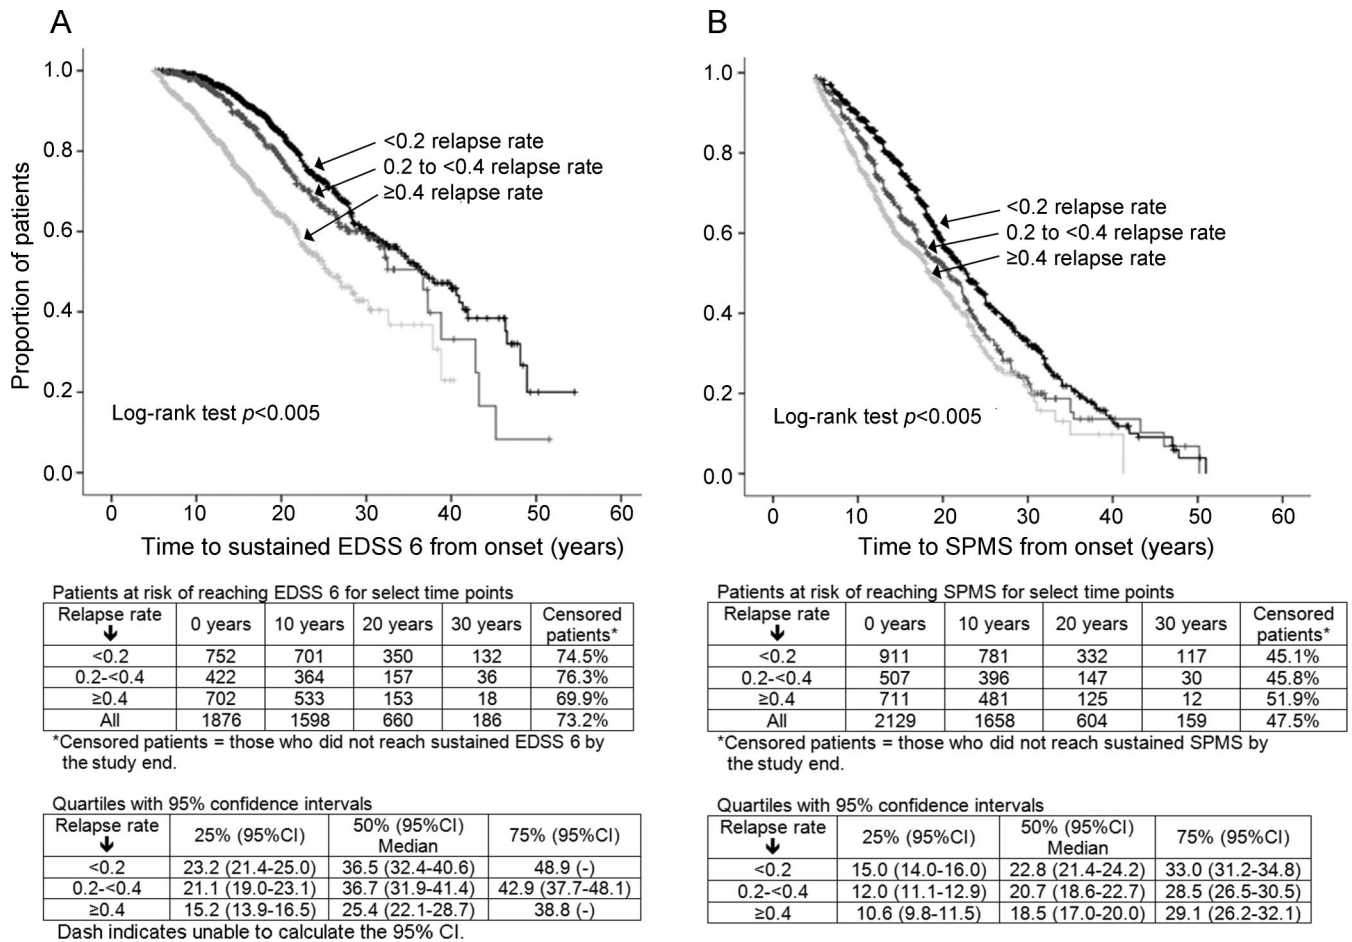 A
1.0
0.8
0.6
0.4
0.2
0.0
Proportion of patients
<0.2 relapse rate
0.2 to <0.4 relapse rate
≥0.4 relapse rate
Log-rank test p<0.005
0 10 20 30 40 50 60
Time to sustained EDSS 6 from onset (years)
Patients at risk of reaching EDSS 6 for select time points
Relapse rate 0 years 10 years 20 years 30 years Censored patients*
<0.2 752 701 350 132 74.5%
0.2-<0.4 422 364 157 36 76.3%
≥0.4 702 533 153 18 69.9%
All 1876 1598 660 186 73.2%
*Censored patients = those who did not reach sustained EDSS 6 by
the study end.
Quartiles with 95% confidence intervals
Relapse rate 25% (95%CI) 50% (95%CI) Median 75% (95%CI)
<0.2 23.2 (21.4-25.0) 36.5 (32.4-40.6) 48.9 (-)
0.2-<0.4 21.1 (19.0-23.1) 36.7 (31.9-41.4) 42.9 (37.7-48.1)
≥0.4 15.2 (13.9-16.5) 25.4 (22.1-28.7) 38.8 (-)
Dash indicates unable to calculate the 95% CI.
B
1.0
0.8
0.6
0.4
0.2
0.0
<0.2 relapse rate
0.2 to <0.4 relapse rate
≥0.4 relapse rate
Log-rank test p<0.005
0 10 20 30 40 50 60
Time to SPMS from onset (years)
Patients at risk of reaching SPMS for select time points
Relapse rate 0 years 10 years 20 years 30 years Censored patients*
<0.2 911 781 332 117 45.1%
0.2-<0.4 507 396 147 30 45.8%
≥0.4 711 481 125 12 51.9%
All 2129 1658 604 159 47.5%
*Censored patients = those who did not reach sustained SPMS by
the study end.
Quartiles with 95% confidence intervals
Relapse rate 25% (95%CI) 50% (95%CI) Median 75% (95%CI)
<0.2 15.0 (14.0-16.0) 22.8 (21.4-24.2) 33.0 (31.2-34.8)
0.2-<0.4 12.0 (11.1-12.9) 20.7 (18.6-22.7) 28.5 (26.5-30.5)
≥0.4 10.6 (9.8-11.5) 18.5 (17.0-20.0) 29.1 (26.2-32.1)